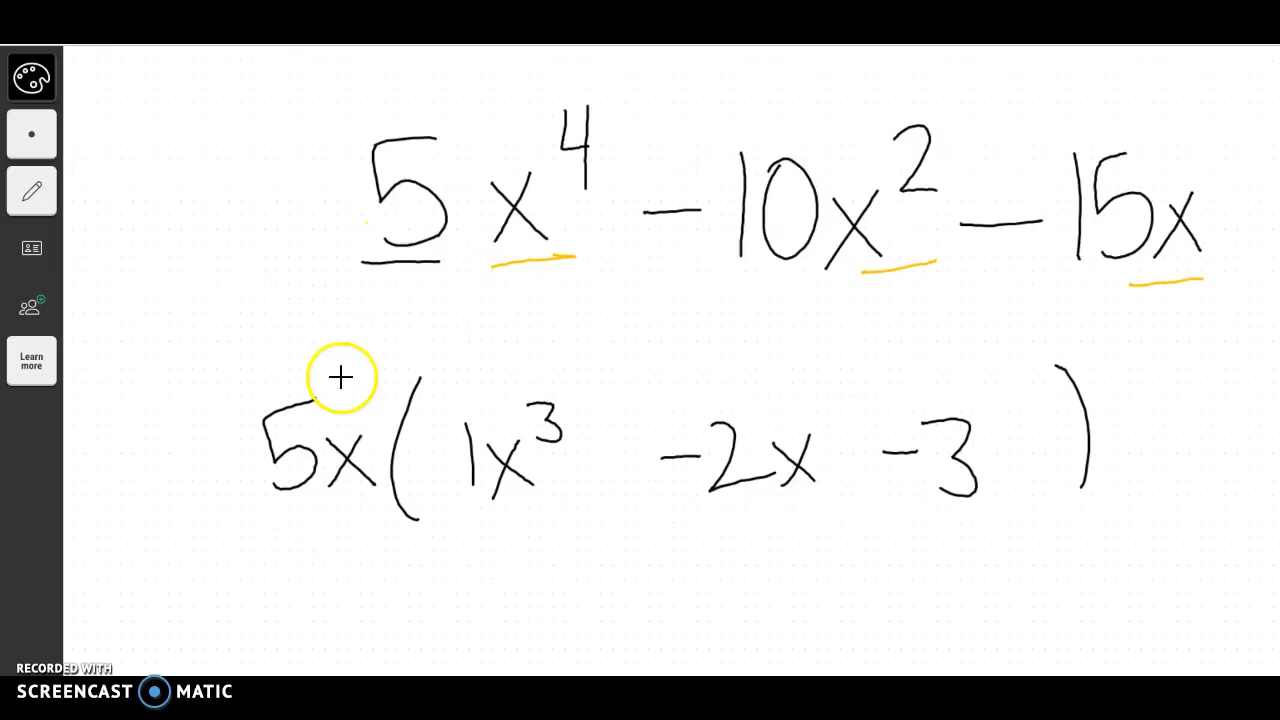 Learn
more
5x⁴ -10x² -15x
5x( 1x³ -2x -3 )
RECORDED WITH
SCREENCAST MATIC